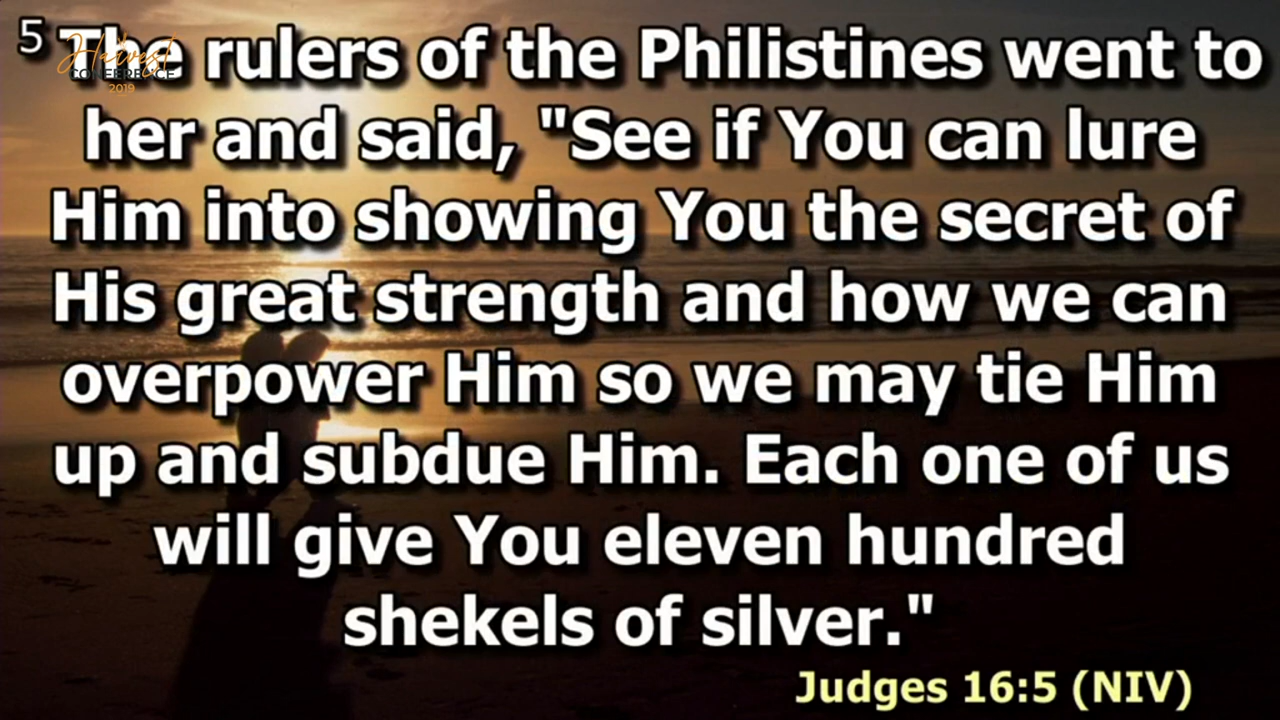 5 The rulers of the Philistines went to
her and said, "See if You can lure
Him into showing You the secret of
His great strength and how we can
overpower Him so we may tie Him
up and subdue Him. Each one of us
will give You eleven hundred
shekels of silver."
Judges 16:5 (NIV)
Harvest
CONFERENCE
2019